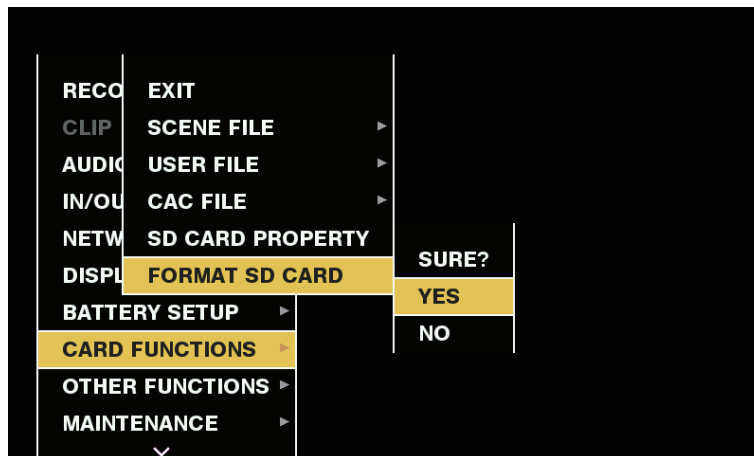 RECO
CLIP
AUDIO
IN/OU
NETW
DISPL
BATTERY SETUP
CARD FUNCTIONS
OTHER FUNCTIONS
MAINTENANCE
EXIT
SCENE FILE
USER FILE
CAC FILE
SD CARD PROPERTY
FORMAT SD CARD
SURE?
YES
NO